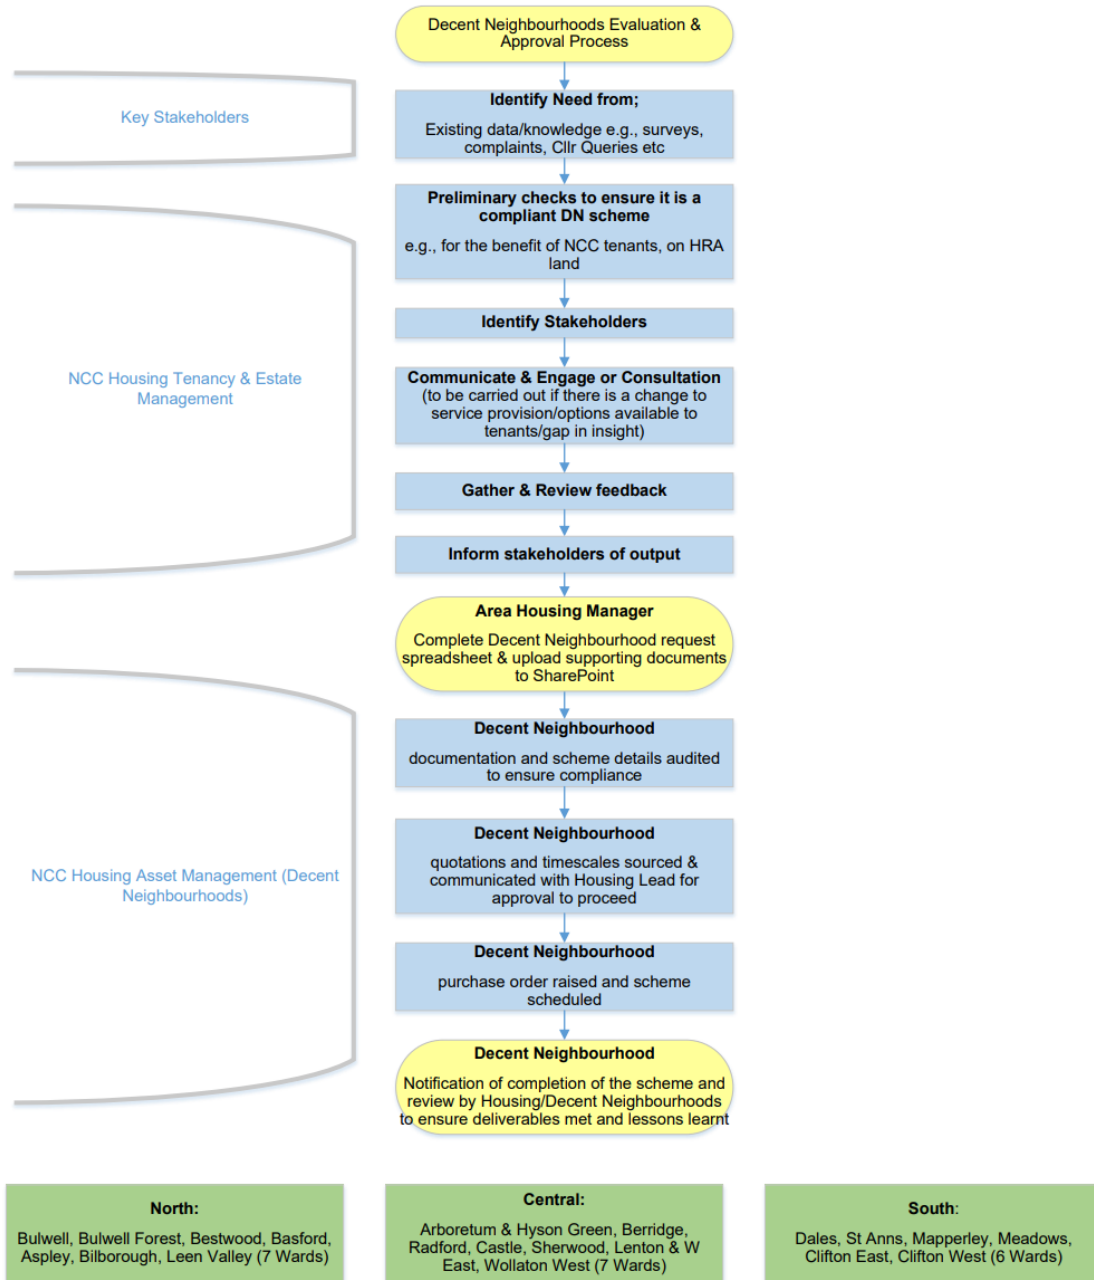 Decent Neighbourhoods Evaluation &
Approval Process
Key Stakeholders
Identify Need from;
Existing data/knowledge e.g., surveys,
complaints, Cllr Queries etc
NCC Housing Tenancy & Estate
Management
Preliminary checks to ensure it is a
compliant DN scheme
e.g., for the benefit of NCC tenants, on HRA
land
Identify Stakeholders
Communicate & Engage or Consultation
(to be carried out if there is a change to
service provision/options available to
tenants/gap in insight)
Gather & Review feedback
Inform stakeholders of output
Area Housing Manager
Complete Decent Neighbourhood request
spreadsheet & upload supporting documents
to SharePoint
NCC Housing Asset Management (Decent
Neighbourhoods)
Decent Neighbourhood
documentation and scheme details audited
to ensure compliance
Decent Neighbourhood
quotations and timescales sourced &
communicated with Housing Lead for
approval to proceed
Decent Neighbourhood
purchase order raised and scheme
scheduled
Decent Neighbourhood
Notification of completion of the scheme and
review by Housing/Decent Neighbourhoods
to ensure deliverables met and lessons learnt
North:
Bulwell, Bulwell Forest, Bestwood, Basford,
Aspley, Bilborough, Leen Valley (7 Wards)
Central:
Arboretum & Hyson Green, Berridge,
Radford, Castle, Sherwood, Lenton & W
East, Wollaton West (7 Wards)
South:
Dales, St Anns, Mapperley, Meadows,
Clifton East, Clifton West (6 Wards)